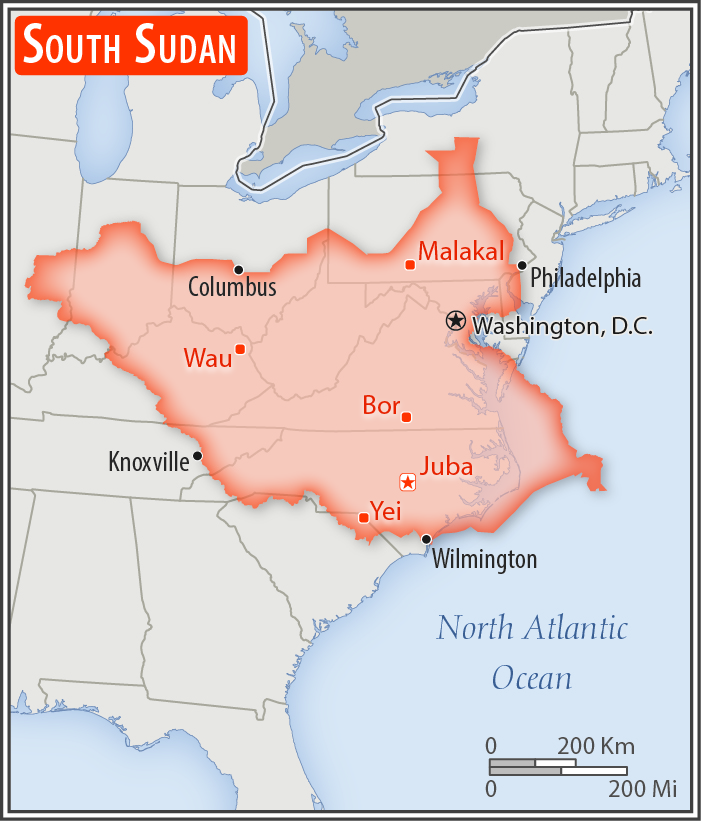 SOUTH SUDAN
Malakal
Columbus
Philadelphia
Washington, D.C.
Wau
Bor
Knoxville
Juba
Yei
Wilmington
North Atlantic
Ocean
0 200 Km
0 200 Mi